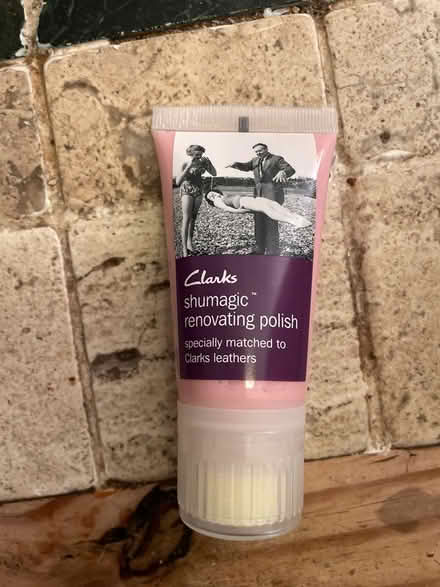 Clarks
shumagic™
renovating polish
specially matched to
Clarks leathers